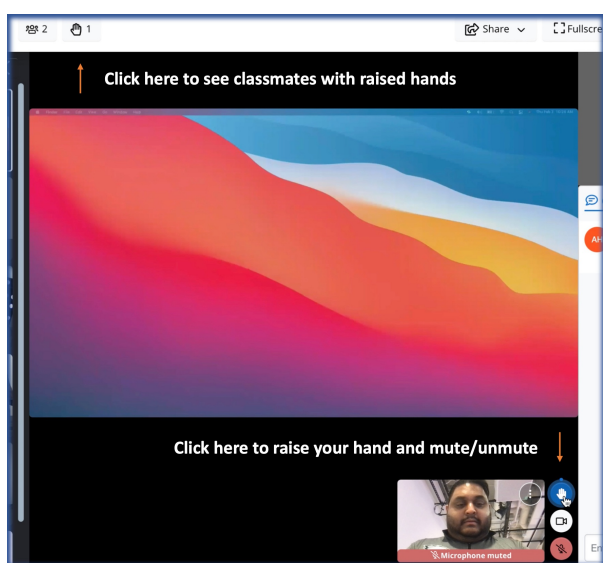 2 1 Share Fullscre
Click here to see classmates with raised hands
AH
Click here to raise your hand and mute/unmute
Microphone muted
En